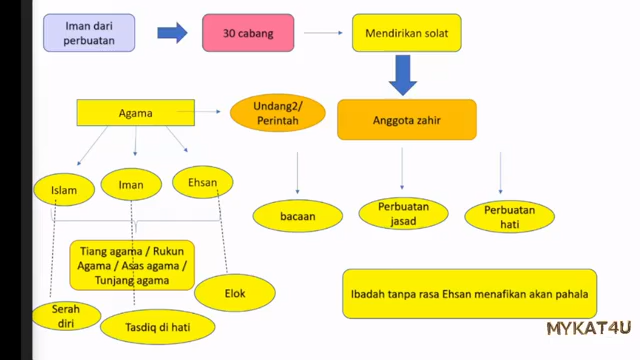 Iman dari
perbuatan
30 cabang
Mendirikan solat
Agama
Undang2/
Perintah
Anggota zahir
Islam
Iman
Ehsan
bacaan
Perbuatan
jasad
Perbuatan
hati
Tiang agama / Rukun
Agama / Asas agama /
Tunjang agama
Elok
Serah
diri
Tasdiq di hati
Ibadah tanpa rasa Ehsan menafikan akan pahala
MYKAT4U